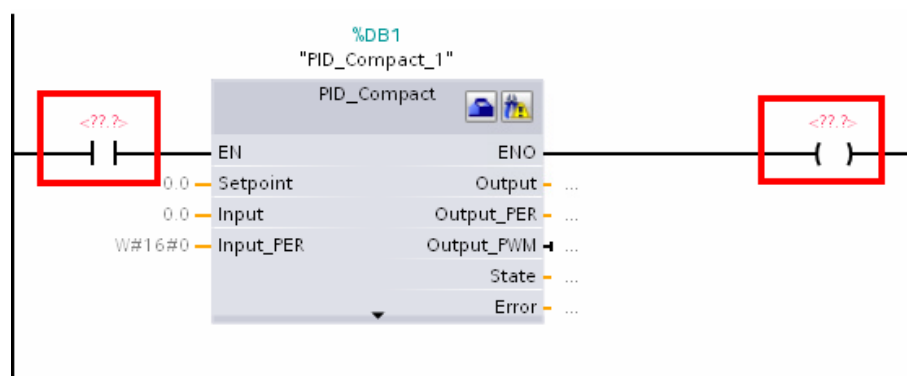 %DB1
"PID_Compact_1"
PID_Compact
<??.?>
<??.?>
EN
ENO
0.0
Setpoint
Output
...
0.0
Input
Output_PER
...
W#16#0
Input_PER
Output_PWM
...
State
...
Error
...